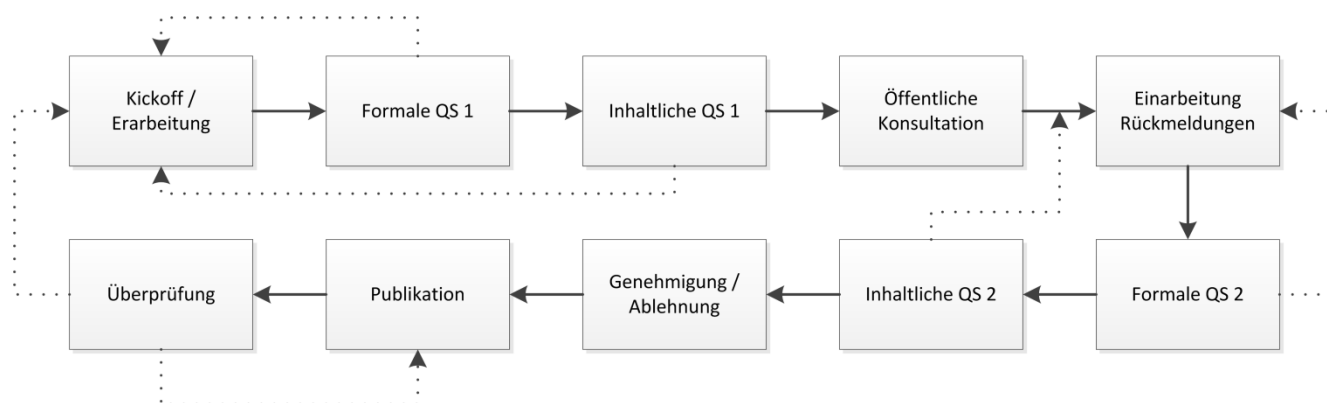 Kickoff /
Erarbeitung
Formale QS 1
Inhaltliche QS 1
Öffentliche
Konsultation
Einarbeitung
Rückmeldungen
Überprüfung
Publikation
Genehmigung /
Ablehnung
Inhaltliche QS 2
Formale QS 2